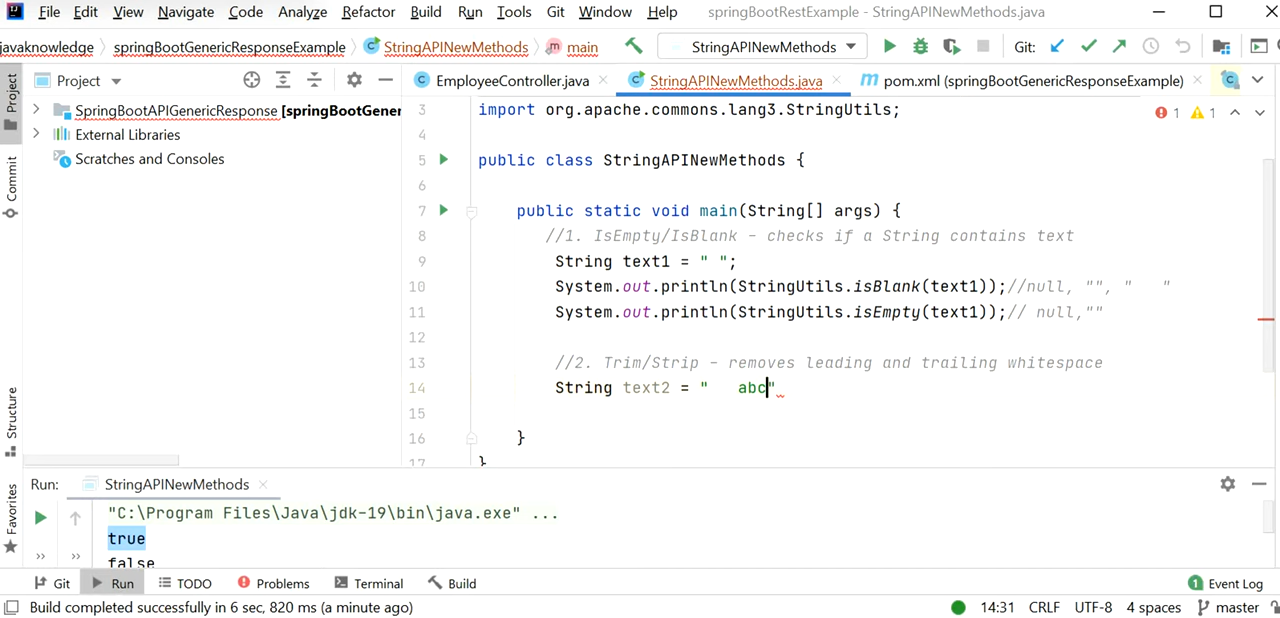 File Edit View Navigate Code Analyze Refactor Build Run Tools Git Window Help springBootRestExample - StringAPINewMethods.java
javaknowledge springBootGenericResponseExample StringAPINewMethods main StringAPINewMethods Git:
Project EmployeeController.java StringAPINewMethods.java pom.xml (springBootGenericResponseExample)
Project
Commit
Structure
Favorites
SpringBootAPIGenericResponse [springBootGener
External Libraries
Scratches and Consoles
1 1
3 import org.apache.commons.lang3.StringUtils;
4
5 public class StringAPINewMethods {
6
7 public static void main(String[] args) {
8 //1. IsEmpty/IsBlank - checks if a String contains text
9 String text1 = " ";
10 System.out.println(StringUtils.isBlank(text1));//null, "", "   "
11 System.out.println(StringUtils.isEmpty(text1));// null,""
12
13 //2. Trim/Strip - removes leading and trailing whitespace
14 String text2 = "   abc"
15
16 }
17 }
Run: StringAPINewMethods
"C:\Program Files\Java\jdk-19\bin\java.exe" ...
true
false
Git Run TODO Problems Terminal Build 1 Event Log
Build completed successfully in 6 sec, 820 ms (a minute ago) 14:31 CRLF UTF-8 4 spaces master